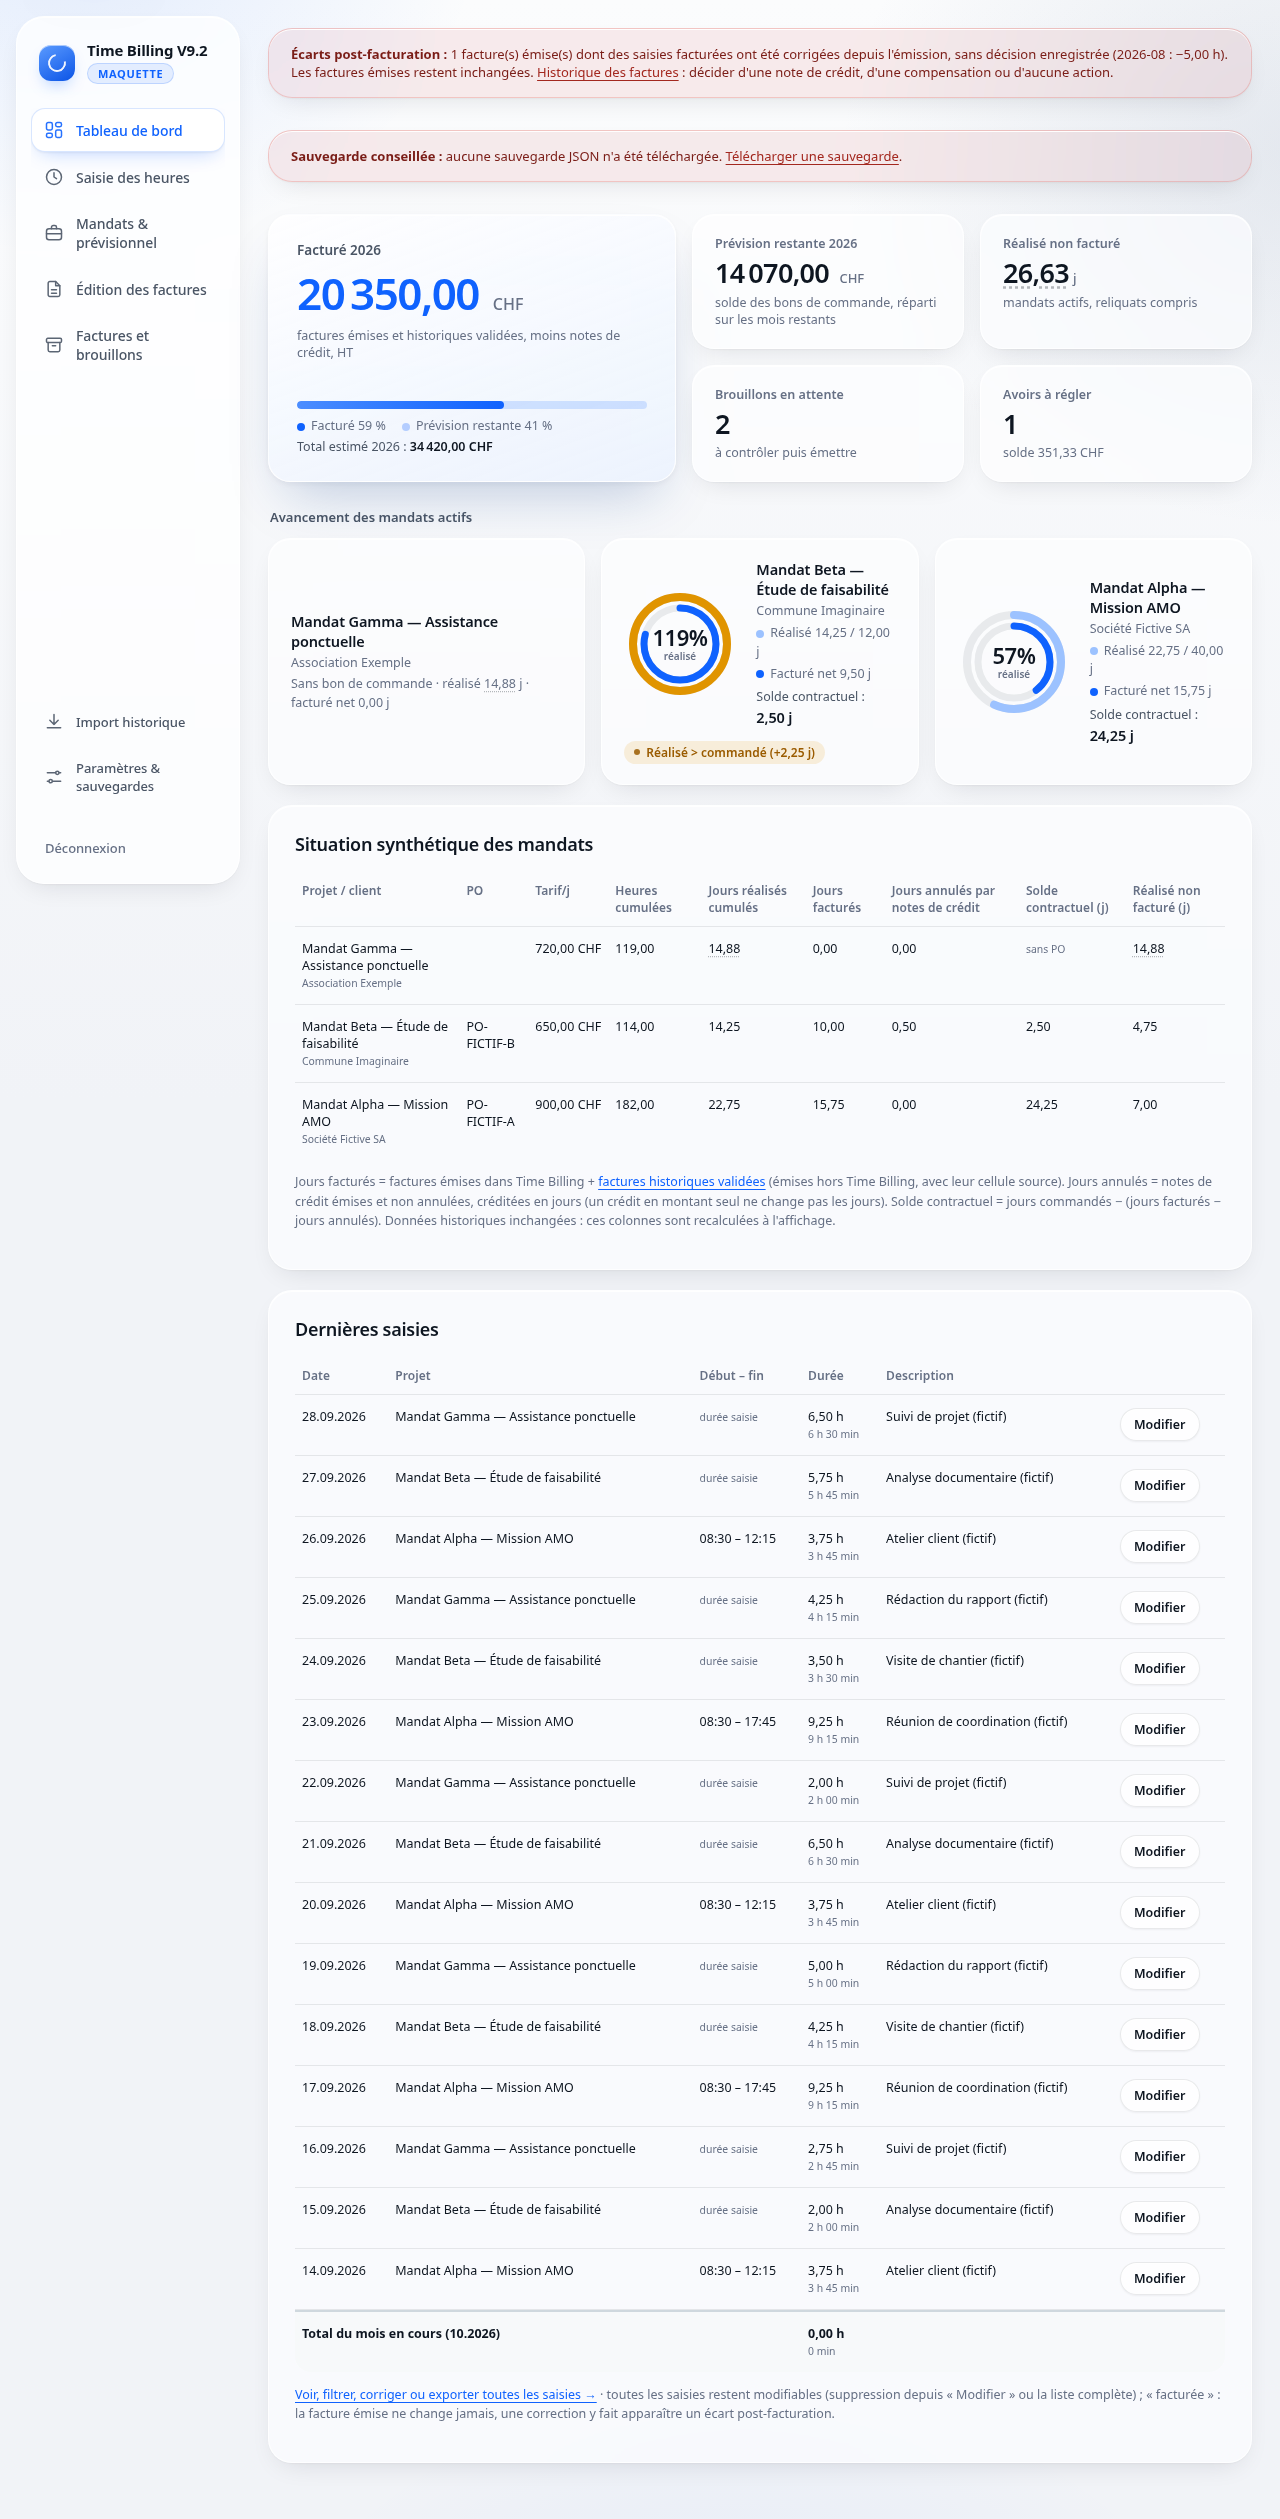 Time Billing V9.2
MAQUETTE
Tableau de bord
Saisie des heures
Mandats &
prévisionnel
Édition des factures
Factures et
brouillons
Import historique
Paramètres &
sauvegardes
Déconnexion
Écarts post-facturation : 1 facture(s) émise(s) dont des saisies facturées ont été corrigées depuis l'émission, sans décision enregistrée (2026-08 : −5,00 h).
Les factures émises restent inchangées. Historique des factures : décider d'une note de crédit, d'une compensation ou d'aucune action.
Sauvegarde conseillée : aucune sauvegarde JSON n'a été téléchargée. Télécharger une sauvegarde.
Facturé 2026
20 350,00 CHF
factures émises et historiques validées, moins notes de
crédit, HT
Facturé 59 % Prévision restante 41 %
Total estimé 2026 : 34 420,00 CHF
Prévision restante 2026
14 070,00 CHF
solde des bons de commande, réparti
sur les mois restants
Réalisé non facturé
26,63 j
mandats actifs, reliquats compris
Brouillons en attente
2
à contrôler puis émettre
Avoirs à régler
1
solde 351,33 CHF
Avancement des mandats actifs
Mandat Gamma — Assistance
ponctuelle
Association Exemple
Sans bon de commande · réalisé 14,88 j ·
facturé net 0,00 j
119%
réalisé
Mandat Beta —
Étude de faisabilité
Commune Imaginaire
Réalisé 14,25 / 12,00
j
Facturé net 9,50 j
Solde contractuel :
2,50 j
Réalisé > commandé (+2,25 j)
57%
réalisé
Mandat Alpha —
Mission AMO
Société Fictive SA
Réalisé 22,75 / 40,00
j
Facturé net 15,75 j
Solde contractuel :
24,25 j
Situation synthétique des mandats
Projet / client PO Tarif/j Heures cumulées Jours réalisés cumulés Jours facturés Jours annulés par notes de crédit Solde contractuel (j) Réalisé non facturé (j)
Mandat Gamma — Assistance ponctuelle 720,00 CHF 119,00 14,88 0,00 0,00 sans PO 14,88
Association Exemple
Mandat Beta — Étude de faisabilité PO-FICTIF-B 650,00 CHF 114,00 14,25 10,00 0,50 2,50 4,75
Commune Imaginaire
Mandat Alpha — Mission AMO PO-FICTIF-A 900,00 CHF 182,00 22,75 15,75 0,00 24,25 7,00
Société Fictive SA
Jours facturés = factures émises dans Time Billing + factures historiques validées (émises hors Time Billing, avec leur cellule source). Jours annulés = notes de
crédit émises et non annulées, créditées en jours (un crédit en montant seul ne change pas les jours). Solde contractuel = jours commandés − (jours facturés −
jours annulés). Données historiques inchangées : ces colonnes sont recalculées à l'affichage.
Dernières saisies
Date Projet Début – fin Durée Description
28.09.2026 Mandat Gamma — Assistance ponctuelle durée saisie 6,50 h Suivi de projet (fictif) Modifier
6 h 30 min
27.09.2026 Mandat Beta — Étude de faisabilité durée saisie 5,75 h Analyse documentaire (fictif) Modifier
5 h 45 min
26.09.2026 Mandat Alpha — Mission AMO 08:30 – 12:15 3,75 h Atelier client (fictif) Modifier
3 h 45 min
25.09.2026 Mandat Gamma — Assistance ponctuelle durée saisie 4,25 h Rédaction du rapport (fictif) Modifier
4 h 15 min
24.09.2026 Mandat Beta — Étude de faisabilité durée saisie 3,50 h Visite de chantier (fictif) Modifier
3 h 30 min
23.09.2026 Mandat Alpha — Mission AMO 08:30 – 17:45 9,25 h Réunion de coordination (fictif) Modifier
9 h 15 min
22.09.2026 Mandat Gamma — Assistance ponctuelle durée saisie 2,00 h Suivi de projet (fictif) Modifier
2 h 00 min
21.09.2026 Mandat Beta — Étude de faisabilité durée saisie 6,50 h Analyse documentaire (fictif) Modifier
6 h 30 min
20.09.2026 Mandat Alpha — Mission AMO 08:30 – 12:15 3,75 h Atelier client (fictif) Modifier
3 h 45 min
19.09.2026 Mandat Gamma — Assistance ponctuelle durée saisie 5,00 h Rédaction du rapport (fictif) Modifier
5 h 00 min
18.09.2026 Mandat Beta — Étude de faisabilité durée saisie 4,25 h Visite de chantier (fictif) Modifier
4 h 15 min
17.09.2026 Mandat Alpha — Mission AMO 08:30 – 17:45 9,25 h Réunion de coordination (fictif) Modifier
9 h 15 min
16.09.2026 Mandat Gamma — Assistance ponctuelle durée saisie 2,75 h Suivi de projet (fictif) Modifier
2 h 45 min
15.09.2026 Mandat Beta — Étude de faisabilité durée saisie 2,00 h Analyse documentaire (fictif) Modifier
2 h 00 min
14.09.2026 Mandat Alpha — Mission AMO 08:30 – 12:15 3,75 h Atelier client (fictif) Modifier
3 h 45 min
Total du mois en cours (10.2026) 0,00 h
0 min
Voir, filtrer, corriger ou exporter toutes les saisies → · toutes les saisies restent modifiables (suppression depuis « Modifier » ou la liste complète) ; « facturée » :
la facture émise ne change jamais, une correction y fait apparaître un écart post-facturation.